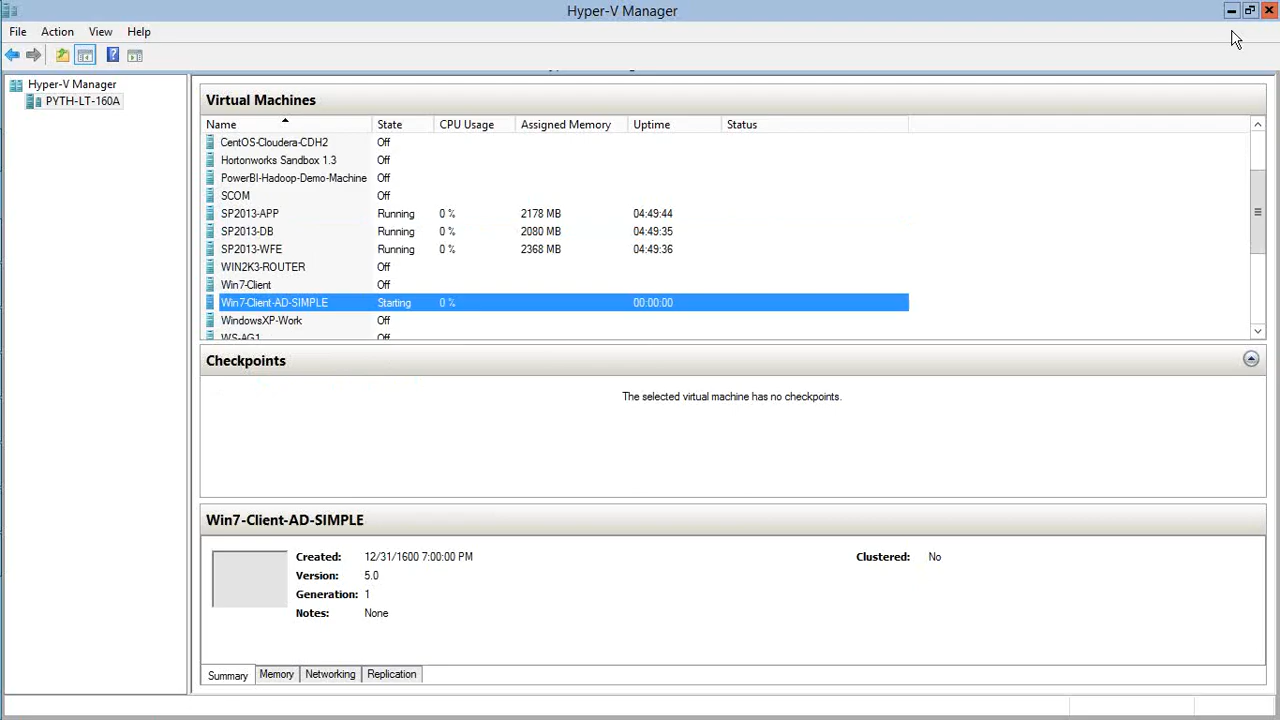 Hyper-V Manager
File Action View Help
Hyper-V Manager
PYTH-LT-160A
Virtual Machines
Name State CPU Usage Assigned Memory Uptime Status
CentOS-Cloudera-CDH2 Off
Hortonworks Sandbox 1.3 Off
PowerBI-Hadoop-Demo-Machine Off
SCOM Off
SP2013-APP Running 0 % 2178 MB 04:49:44
SP2013-DB Running 0 % 2080 MB 04:49:35
SP2013-WFE Running 0 % 2368 MB 04:49:36
WIN2K3-ROUTER Off
Win7-Client Off
Win7-Client-AD-SIMPLE Starting 0 % 00:00:00
WindowsXP-Work Off
WS-AG1 Off
Checkpoints
The selected virtual machine has no checkpoints.
Win7-Client-AD-SIMPLE
Created: 12/31/1600 7:00:00 PM Clustered: No
Version: 5.0
Generation: 1
Notes: None
Summary Memory Networking Replication